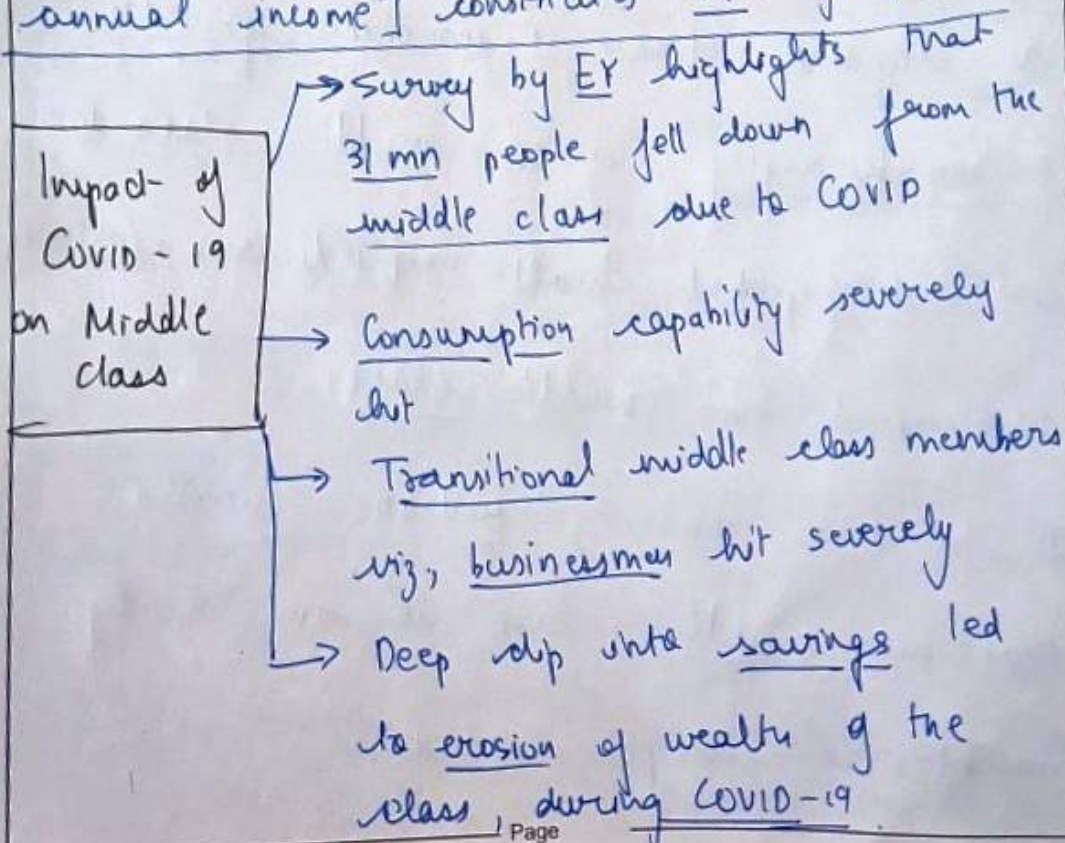 annual income]
Impact of
Covid-19
on Middle
Class
→ Survey by EY highlights that
31 mn people fell down from the
middle class due to COVID
→ Consumption capability severely
hit
→ Transitional middle class members
viz, businessmen hit severely
→ Deep dip into savings led
to erosion of wealth of the
class, during COVID-19
Page